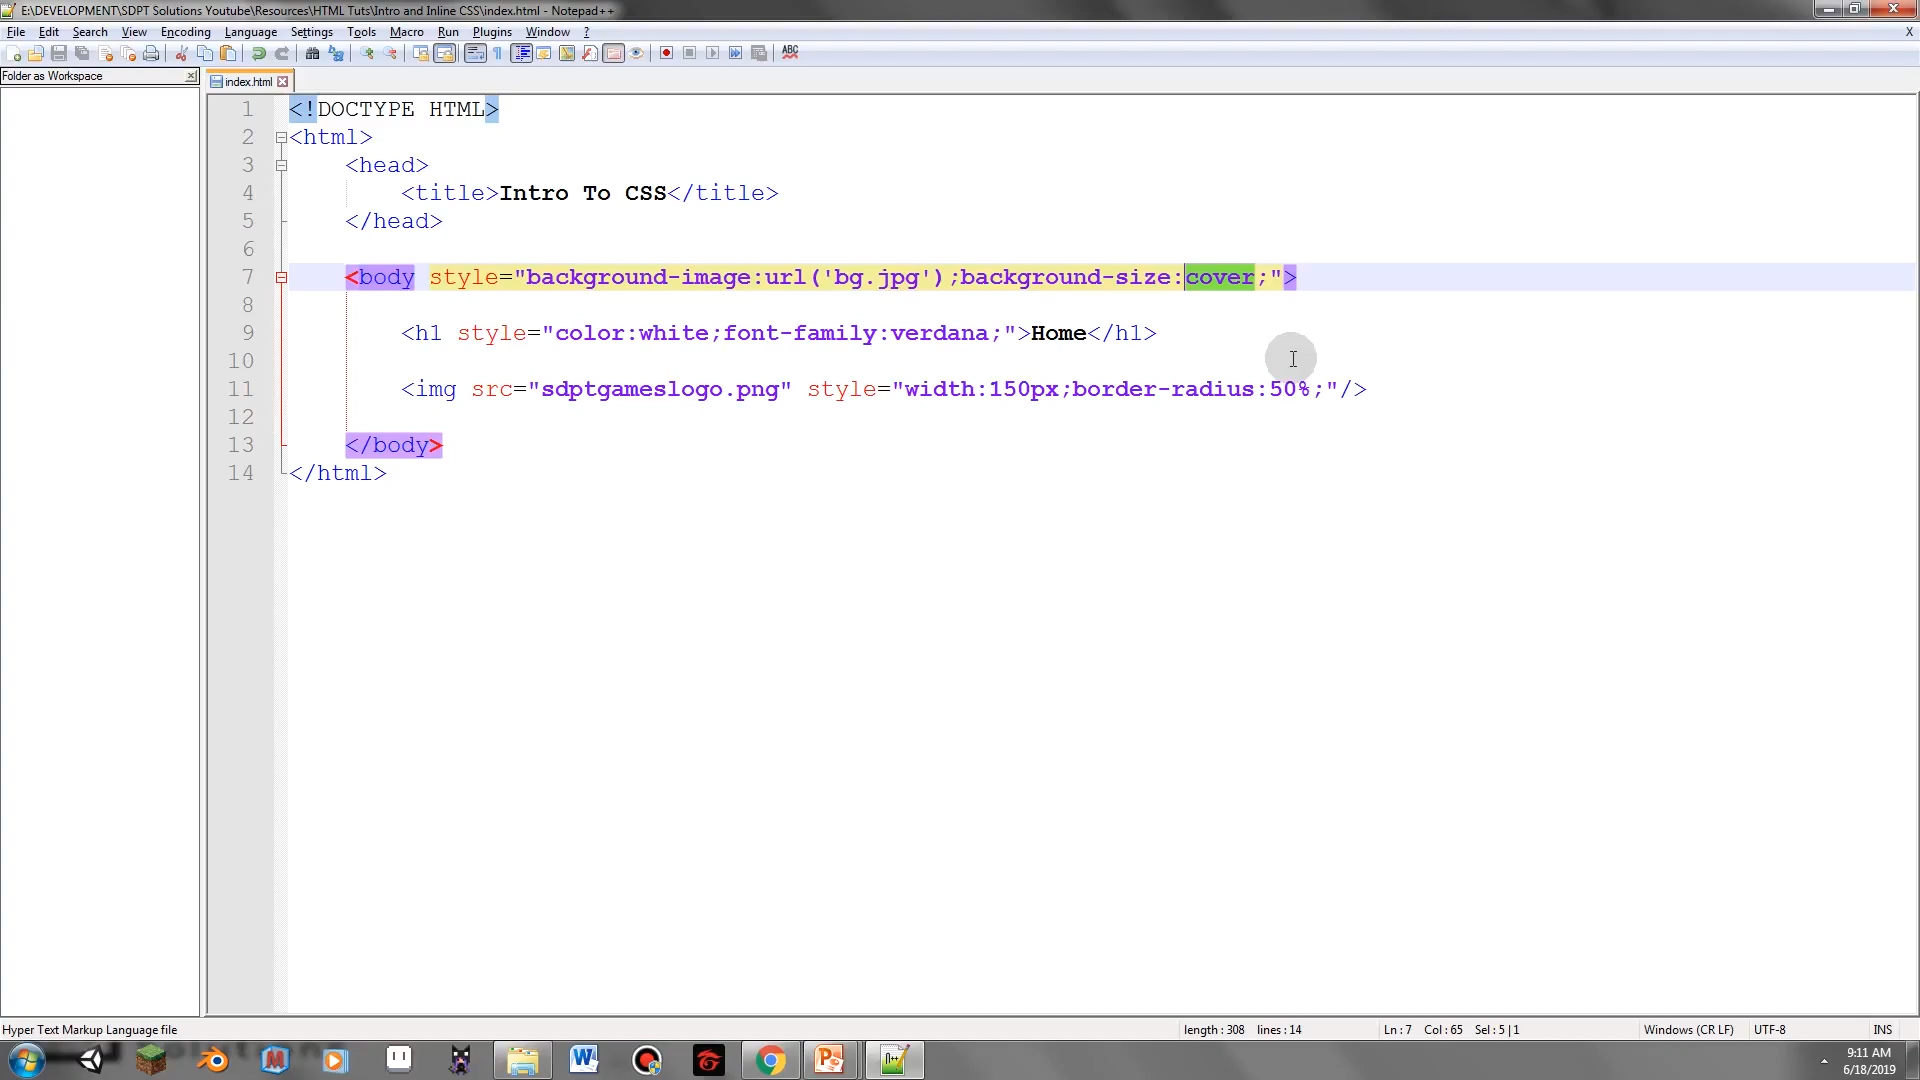 E:\DEVELOPMENT\SDPT Solutions Youtube\Resources\HTML Tuts\Intro and Inline CSS\index.html - Notepad++
File Edit Search View Encoding Language Settings Tools Macro Run Plugins Window ? X
ABC
Folder as Workspace
index.html
1 <!DOCTYPE HTML>
2 <html>
3 <head>
4 <title>Intro To CSS</title>
5 </head>
6
7 <body style="background-image:url('bg.jpg');background-size:cover;">
8
9 <h1 style="color:white;font-family:verdana;">Home</h1>
10
11 <img src="sdptgameslogo.png" style="width:150px;border-radius:50%;"/>
12
13 </body>
14 </html>
Hyper Text Markup Language file length : 308 lines : 14 Ln : 7 Col : 65 Sel : 5 | 1 Windows (CR LF) UTF-8 INS
9:11 AM
6/18/2019